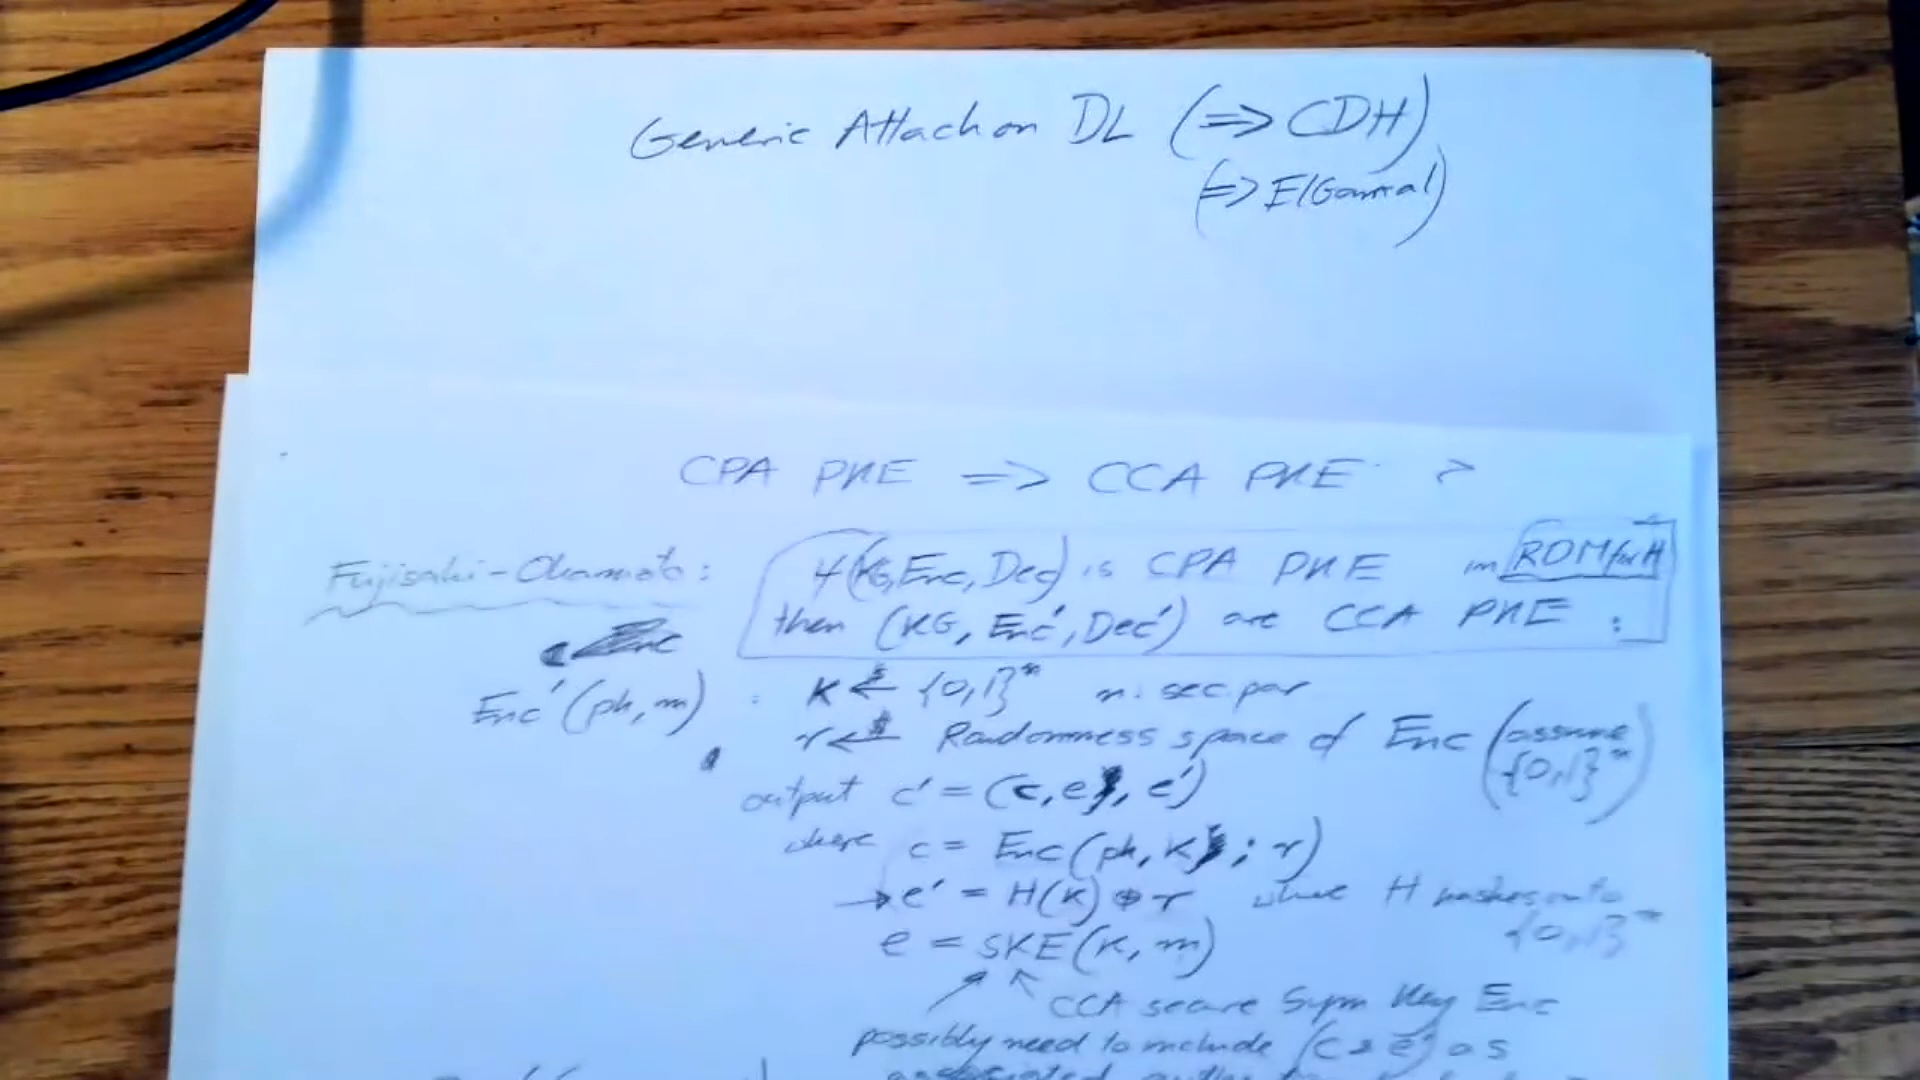 Generic Attack on DL (=> CDH)
(=> ElGamal)
CPA PKE => CCA PKE ?
Fujisaki-Okamoto: if (KG, Enc, Dec) is CPA PKE in ROM for H
then (KG, Enc', Dec') are CCA PKE :
Enc'(pk, m) : K <-$ {0,1}^n n: sec. par
r <-$ Randomness space of Enc (assume {0,1}^n)
output c' = (c, e, e')
where c = Enc(pk, K; r)
→ e' = H(K) ⊕ r where H hashes onto {0,1}^n
e = SKE(K, m)
CCA secure Sym Key Enc
possibly need to include (c & e') as